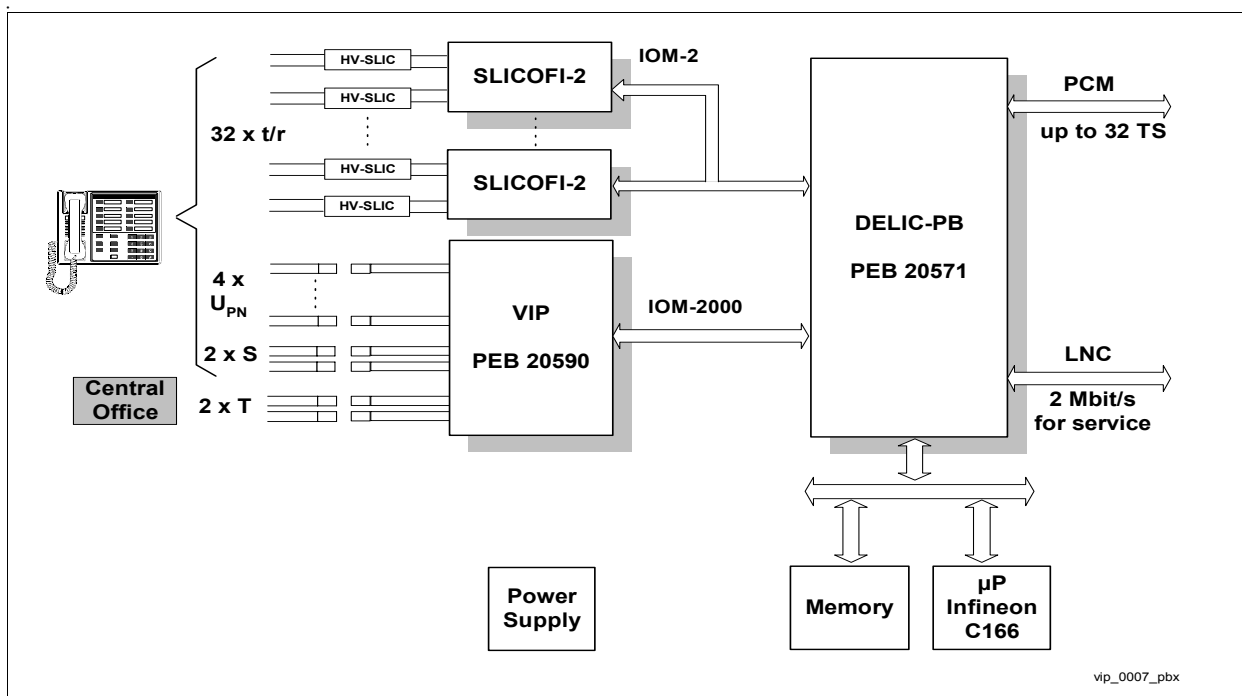 HV-SLIC
HV-SLIC
SLICOFI-2
IOM-2
32 x t/r
HV-SLIC
HV-SLIC
SLICOFI-2
4 x
UPN
2 x S
Central
Office
2 x T
VIP
PEB 20590
IOM-2000
DELIC-PB
PEB 20571
PCM
up to 32 TS
LNC
2 Mbit/s
for service
Power
Supply
Memory
µP
Infineon
C166
vip_0007_pbx